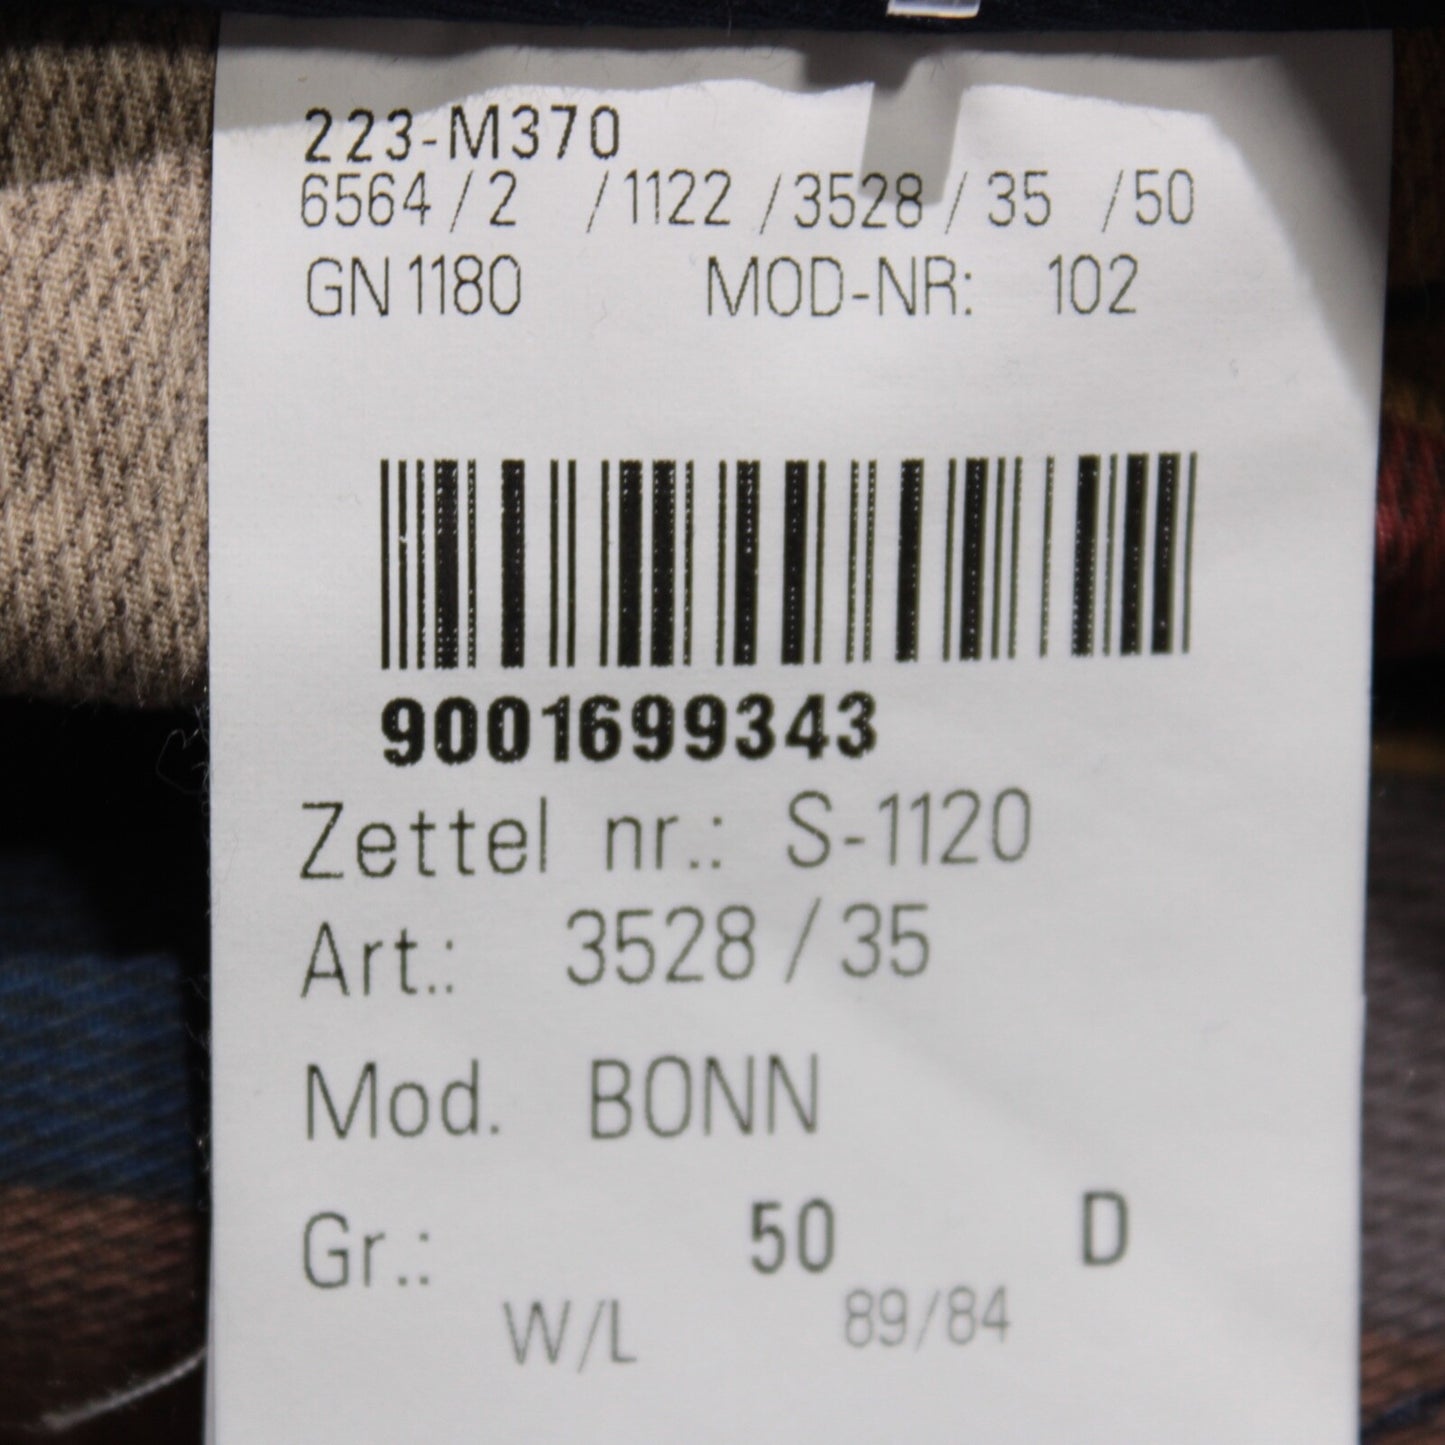 223-M370
6564 / 2 / 1122 / 3528 / 35 / 50
GN 1180 MOD-NR: 102
9001699343
Zettel nr.: S-1120
Art.: 3528 / 35
Mod. BONN
Gr.: 50 D
W/L 89/84